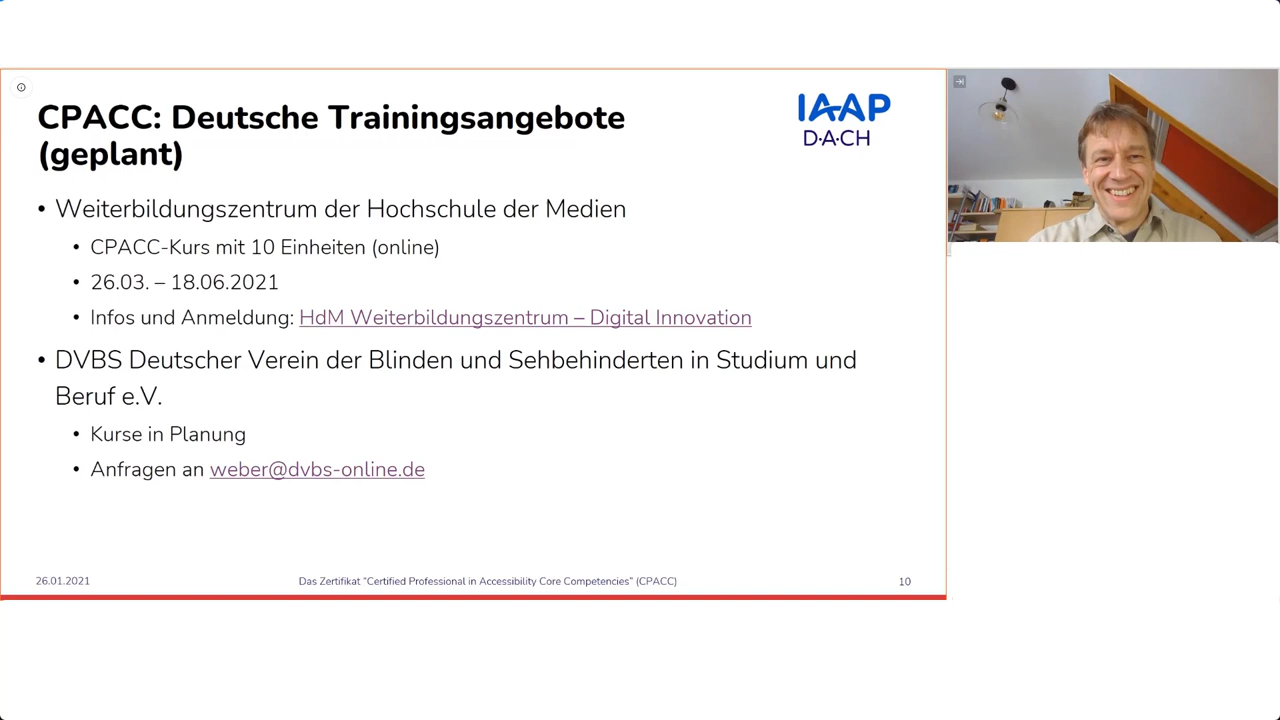 CPACC: Deutsche Trainingsangebote
(geplant)
IAAP
D·A·CH
• Weiterbildungszentrum der Hochschule der Medien
• CPACC-Kurs mit 10 Einheiten (online)
• 26.03. – 18.06.2021
• Infos und Anmeldung: HdM Weiterbildungszentrum – Digital Innovation
• DVBS Deutscher Verein der Blinden und Sehbehinderten in Studium und
Beruf e.V.
• Kurse in Planung
• Anfragen an weber@dvbs-online.de
26.01.2021
Das Zertifikat "Certified Professional in Accessibility Core Competencies" (CPACC)
10